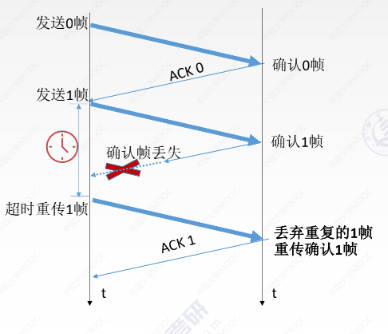 发送0帧
ACK 0
确认0帧
发送1帧
确认帧丢失
确认1帧
超时重传1帧
ACK 1
丢弃重复的1帧
重传确认1帧
t
t